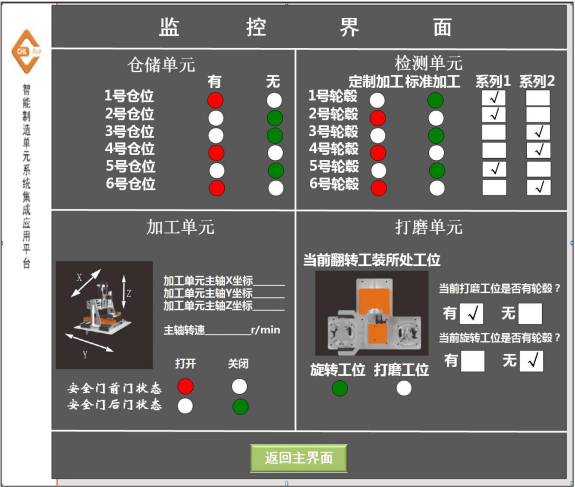 监 控 界 面
智能制造单元系统集成应用平台
仓储单元
有 无
1号仓位
2号仓位
3号仓位
4号仓位
5号仓位
6号仓位
检测单元
定制加工 标准加工 系列1 系列2
1号轮毂 √
2号轮毂 √
3号轮毂 √
4号轮毂 √
5号轮毂 √
6号轮毂 √
加工单元
X
Z
Y
加工单元主轴X坐标______
加工单元主轴Y坐标______
加工单元主轴Z坐标______
主轴转速________r/min
打开 关闭
安全门首门状态
安全门后门状态
打磨单元
当前翻转工装所处工位
旋转工位 打磨工位
当前打磨工位是否有轮毂？
有 √ 无
当前旋转工位是否有轮毂？
有 无 √
返回主界面